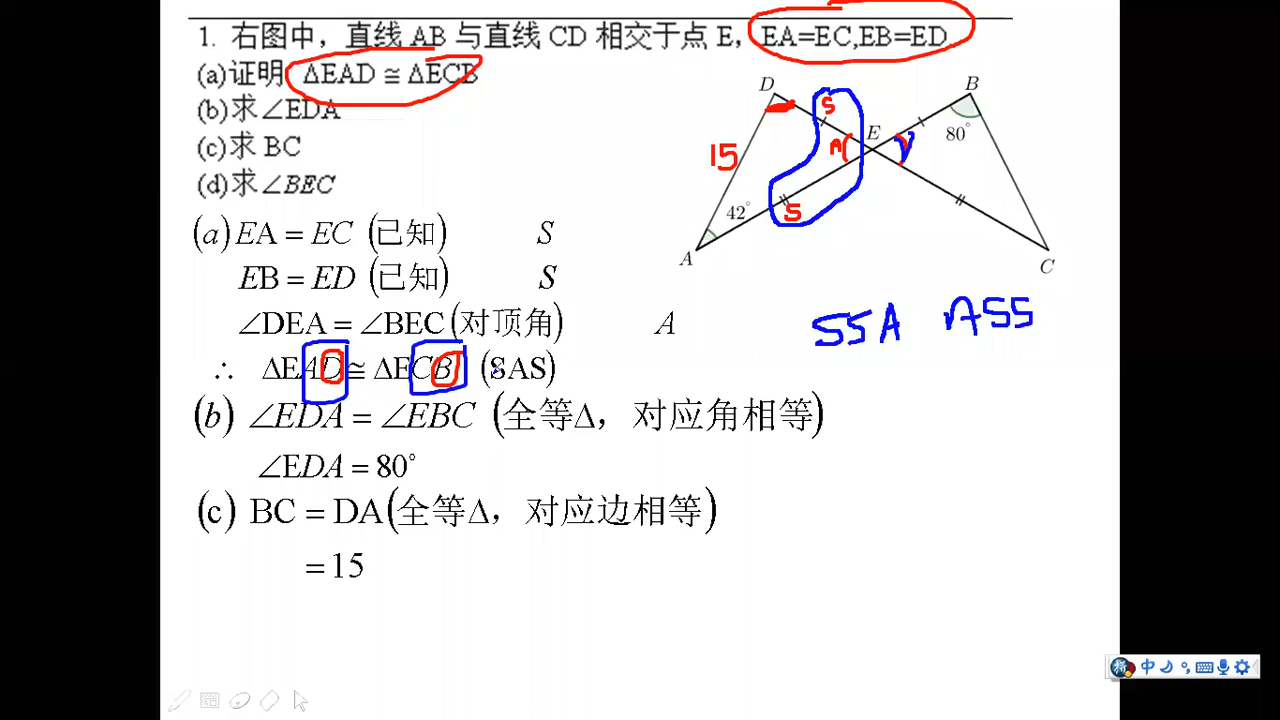 1. 右图中，直线 AB 与直线 CD 相交于点 E，EA=EC,EB=ED
(a)证明 ΔEAD ≅ ΔECB
(b)求 ∠EDA
(c)求 BC
(d)求 ∠BEC
D
B
S
E
A
80°
15
42°
S
A
C
(a) EA = EC (已知) S
EB = ED (已知) S
∠DEA = ∠BEC (对顶角) A
SSA ASS
∴ ΔEAD ≅ ΔECB (SAS)
(b) ∠EDA = ∠EBC (全等Δ，对应角相等)
∠EDA = 80°
(c) BC = DA (全等Δ，对应边相等)
= 15
中